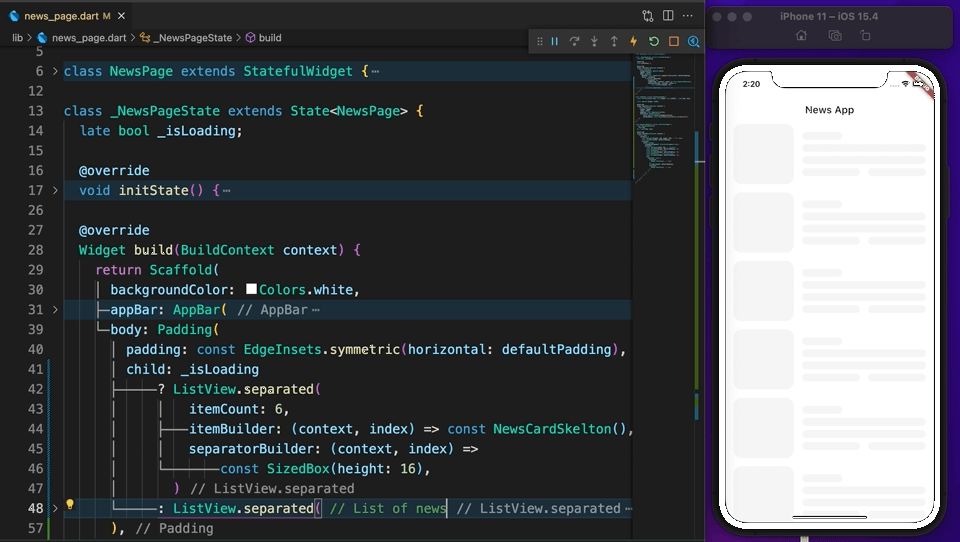 news_page.dart M
iPhone 11 – iOS 15.4
lib > news_page.dart > _NewsPageState > build
5
6 class NewsPage extends StatefulWidget {⋯
12
13 class _NewsPageState extends State<NewsPage> {
14 late bool _isLoading;
15
16 @override
17 void initState() {⋯
26
27 @override
28 Widget build(BuildContext context) {
29 return Scaffold(
30 backgroundColor: Colors.white,
31 appBar: AppBar( // AppBar⋯
39 body: Padding(
40 padding: const EdgeInsets.symmetric(horizontal: defaultPadding),
41 child: _isLoading
42 ? ListView.separated(
43 itemCount: 6,
44 itemBuilder: (context, index) => const NewsCardSkelton(),
45 separatorBuilder: (context, index) =>
46 const SizedBox(height: 16),
47 ) // ListView.separated
48 : ListView.separated( // List of news // ListView.separated⋯
57 ), // Padding
2:20
News App